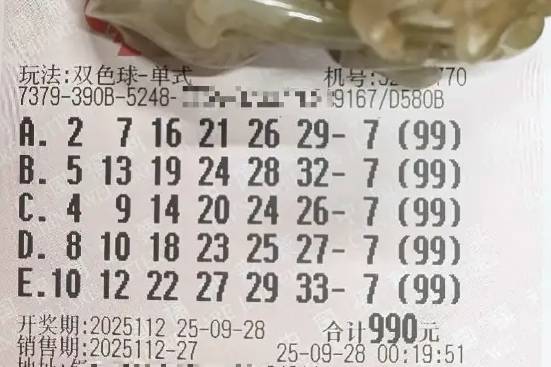 玩法:双色球-单式 机号:
7379-390B-5248- 9167/D580B
A. 2 7 16 21 26 29- 7 (99)
B. 5 13 19 24 28 32- 7 (99)
C. 4 9 14 20 24 26- 7 (99)
D. 8 10 18 23 25 27- 7 (99)
E.10 12 22 27 29 33- 7 (99)
开奖期:2025112 25-09-28 合计990元
销售期:2025112-27 25-09-28 00:19:51